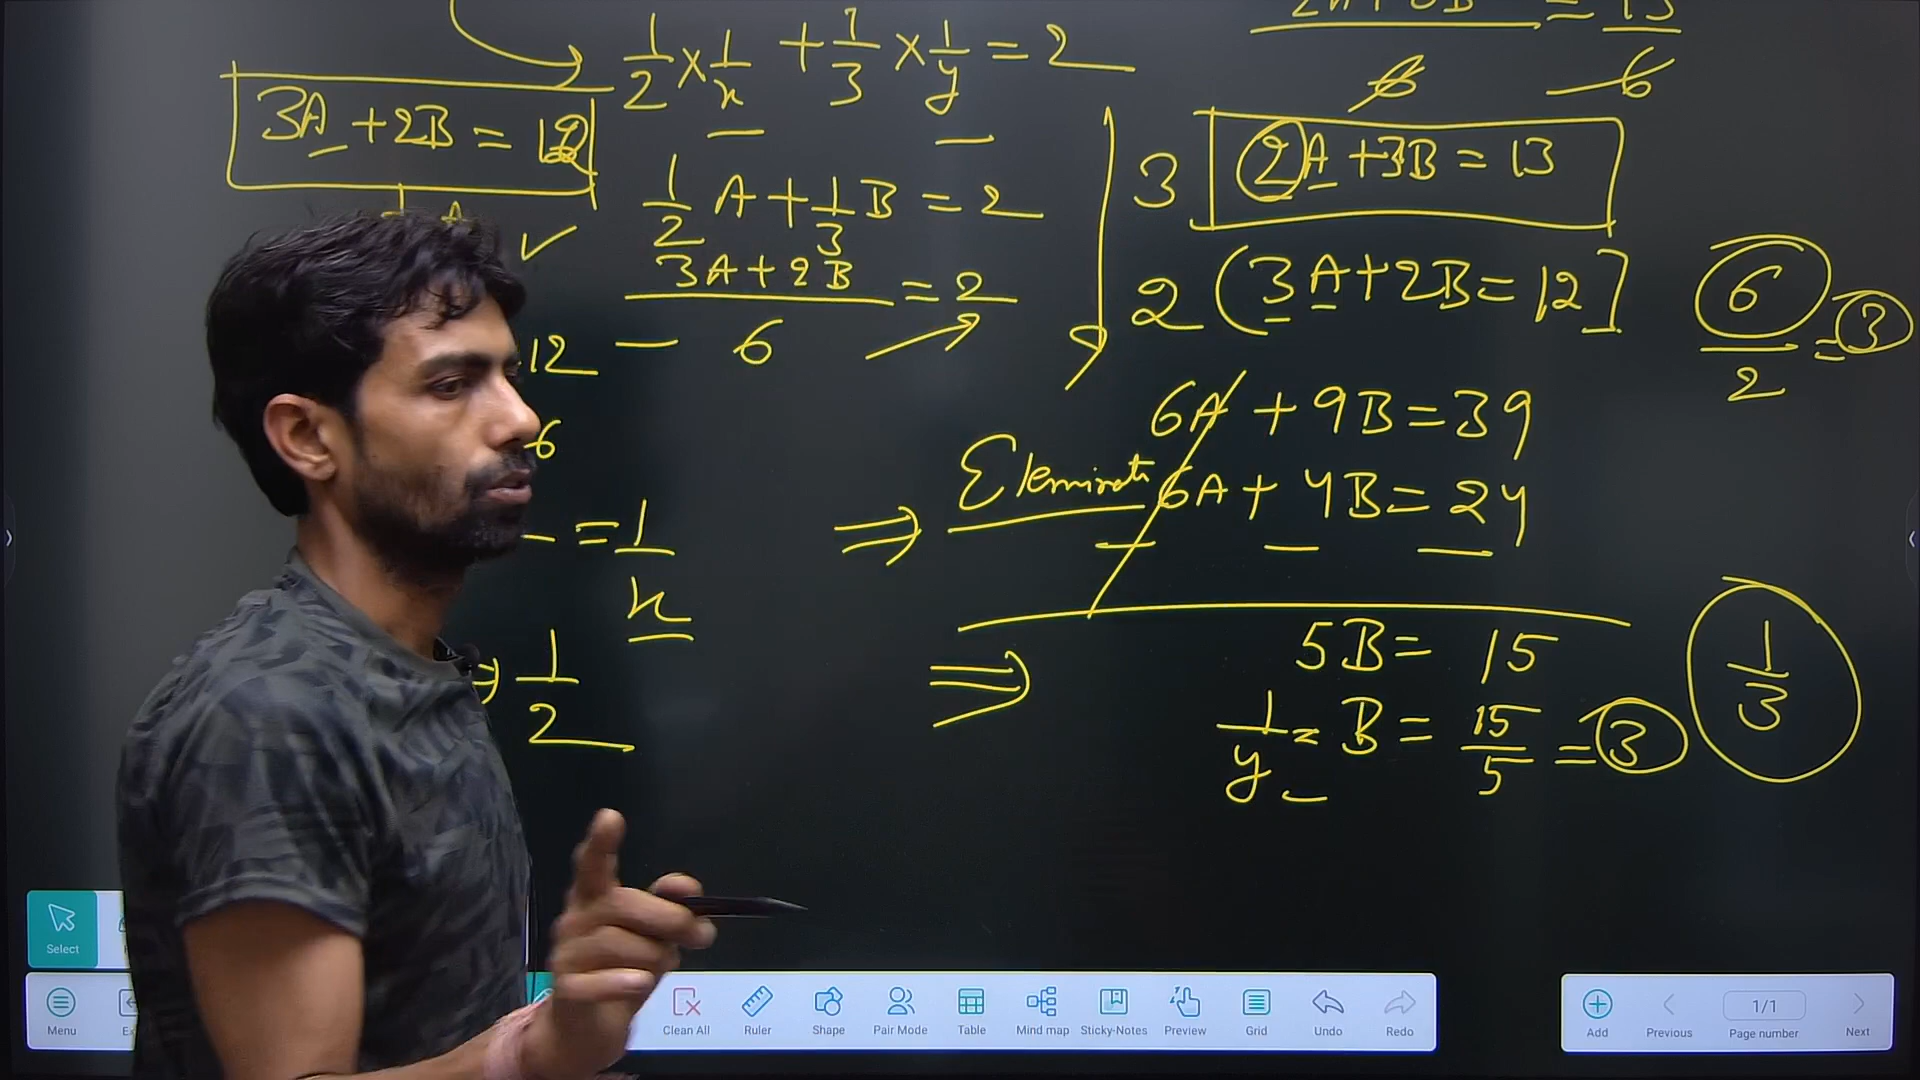 1/2 × 1/x + 1/3 × 1/y = 2
3A + 2B = 12
1/2 A + 1/3 B = 2
(3A + 2B)/6 = 2
12
6
= 1/x
1/2
= 13/6
6
3 [2A + 3B = 13]
2 (3A + 2B = 12]
6/2 = 3
6A + 9B = 39
6A + 4B = 24
5B = 15
1/y = B = 15/5 = 3
1/3
Select
Menu
Clean All
Ruler
Shape
Pair Mode
Table
Mind map
Sticky-Notes
Preview
Grid
Undo
Redo
Add
Previous
1/1
Page number
Next